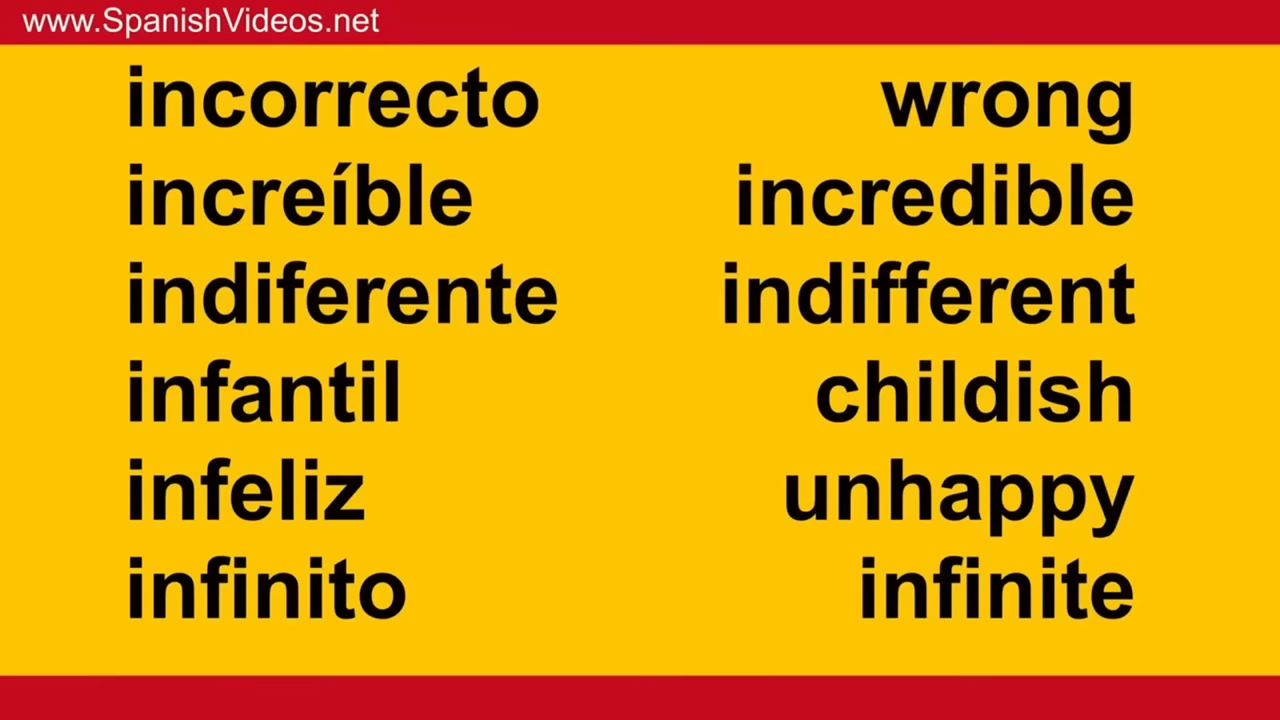 www.SpanishVideos.net
incorrecto wrong
increíble incredible
indiferente indifferent
infantil childish
infeliz unhappy
infinito infinite